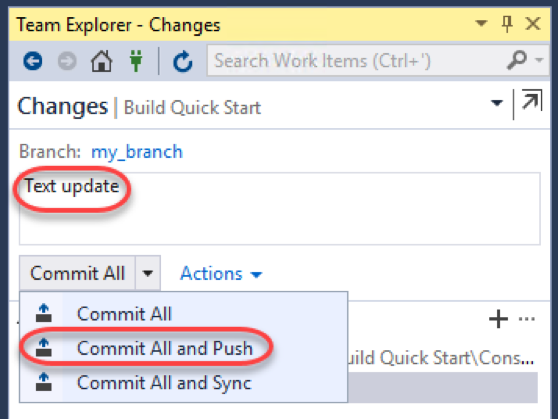 Team Explorer - Changes
Search Work Items (Ctrl+')
Changes | Build Quick Start
Branch: my_branch
Text update
Commit All Actions
Commit All
Commit All and Push
uild Quick Start\Cons...
Commit All and Sync